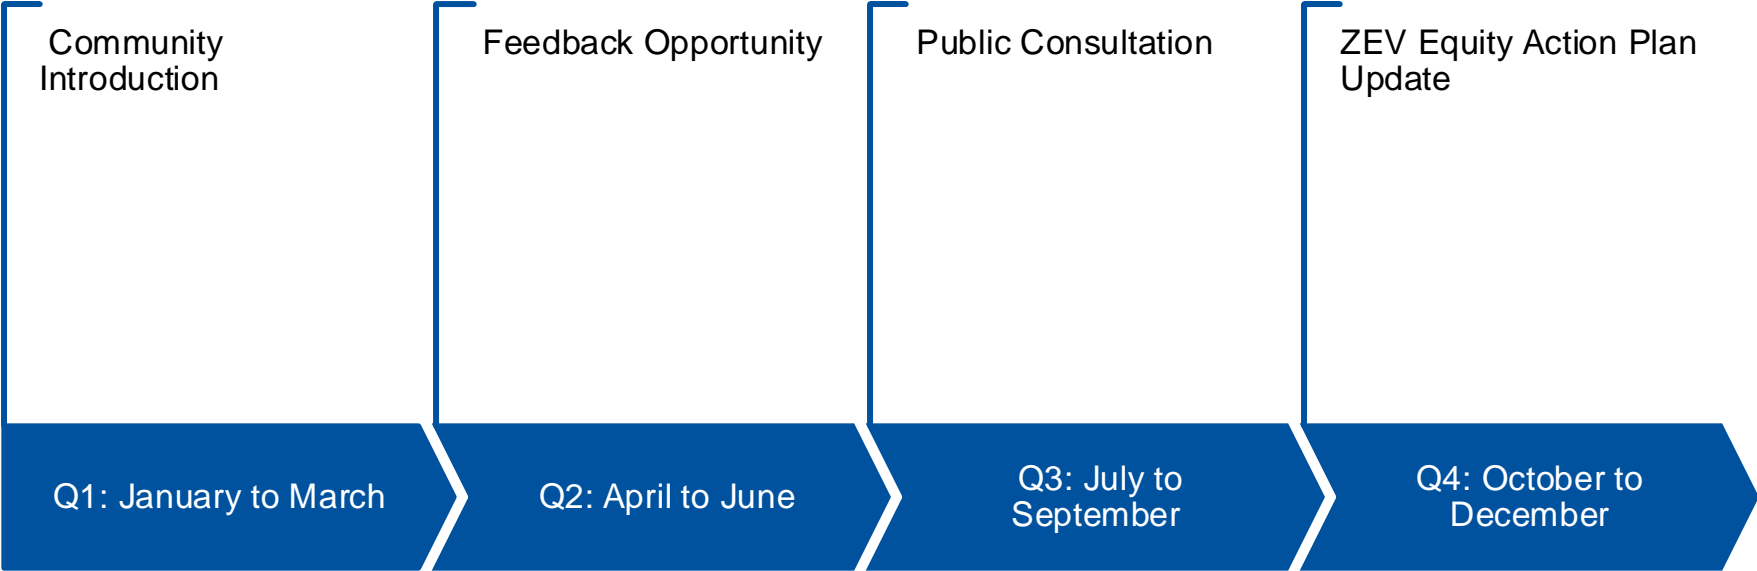 Community
Introduction
Feedback Opportunity
Public Consultation
ZEV Equity Action Plan
Update
Q1: January to March
Q2: April to June
Q3: July to
September
Q4: October to
December